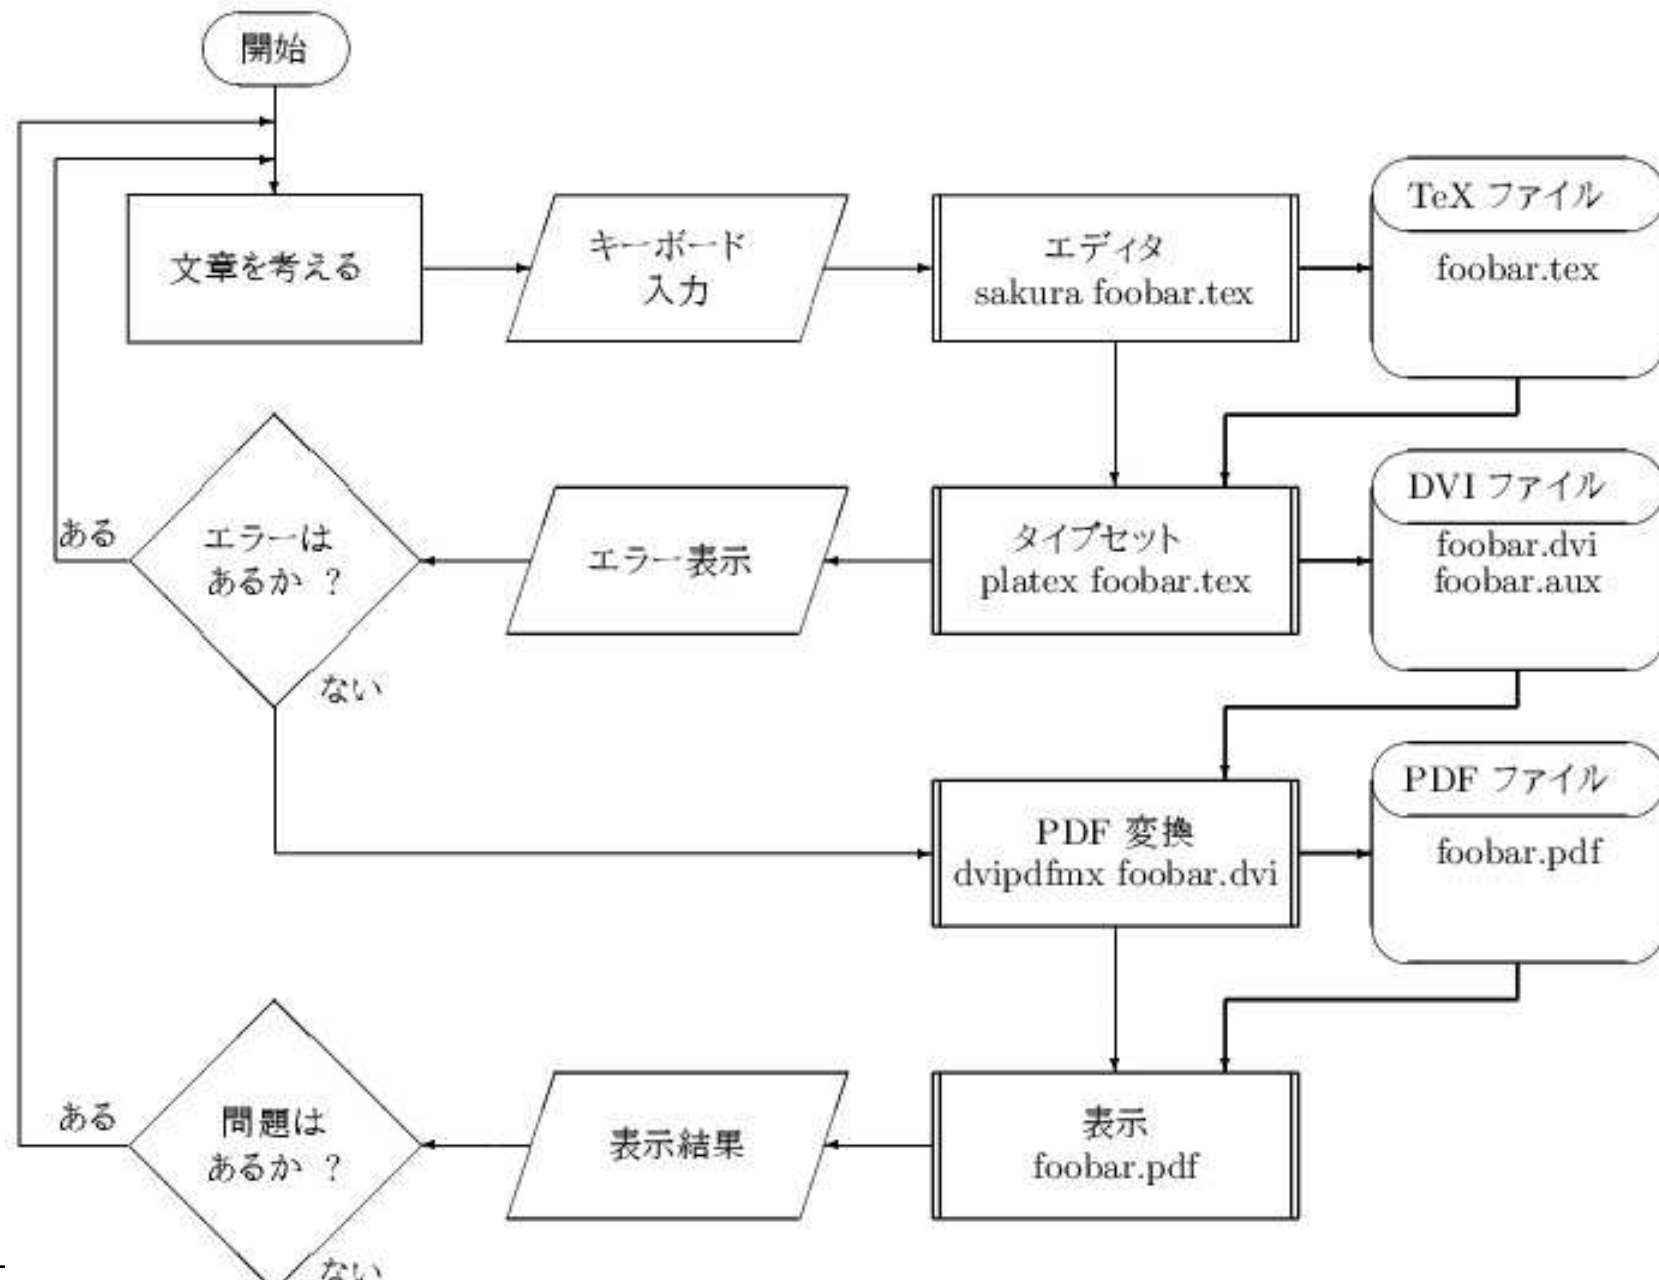 開始
文章を考える
キーボード
入力
エディタ
sakura foobar.tex
TeX ファイル
foobar.tex
ある
エラーは
あるか ?
ない
エラー表示
タイプセット
platex foobar.tex
DVI ファイル
foobar.dvi
foobar.aux
PDF 変換
dvipdfmx foobar.dvi
PDF ファイル
foobar.pdf
ある
問題は
あるか ?
ない
表示結果
表示
foobar.pdf